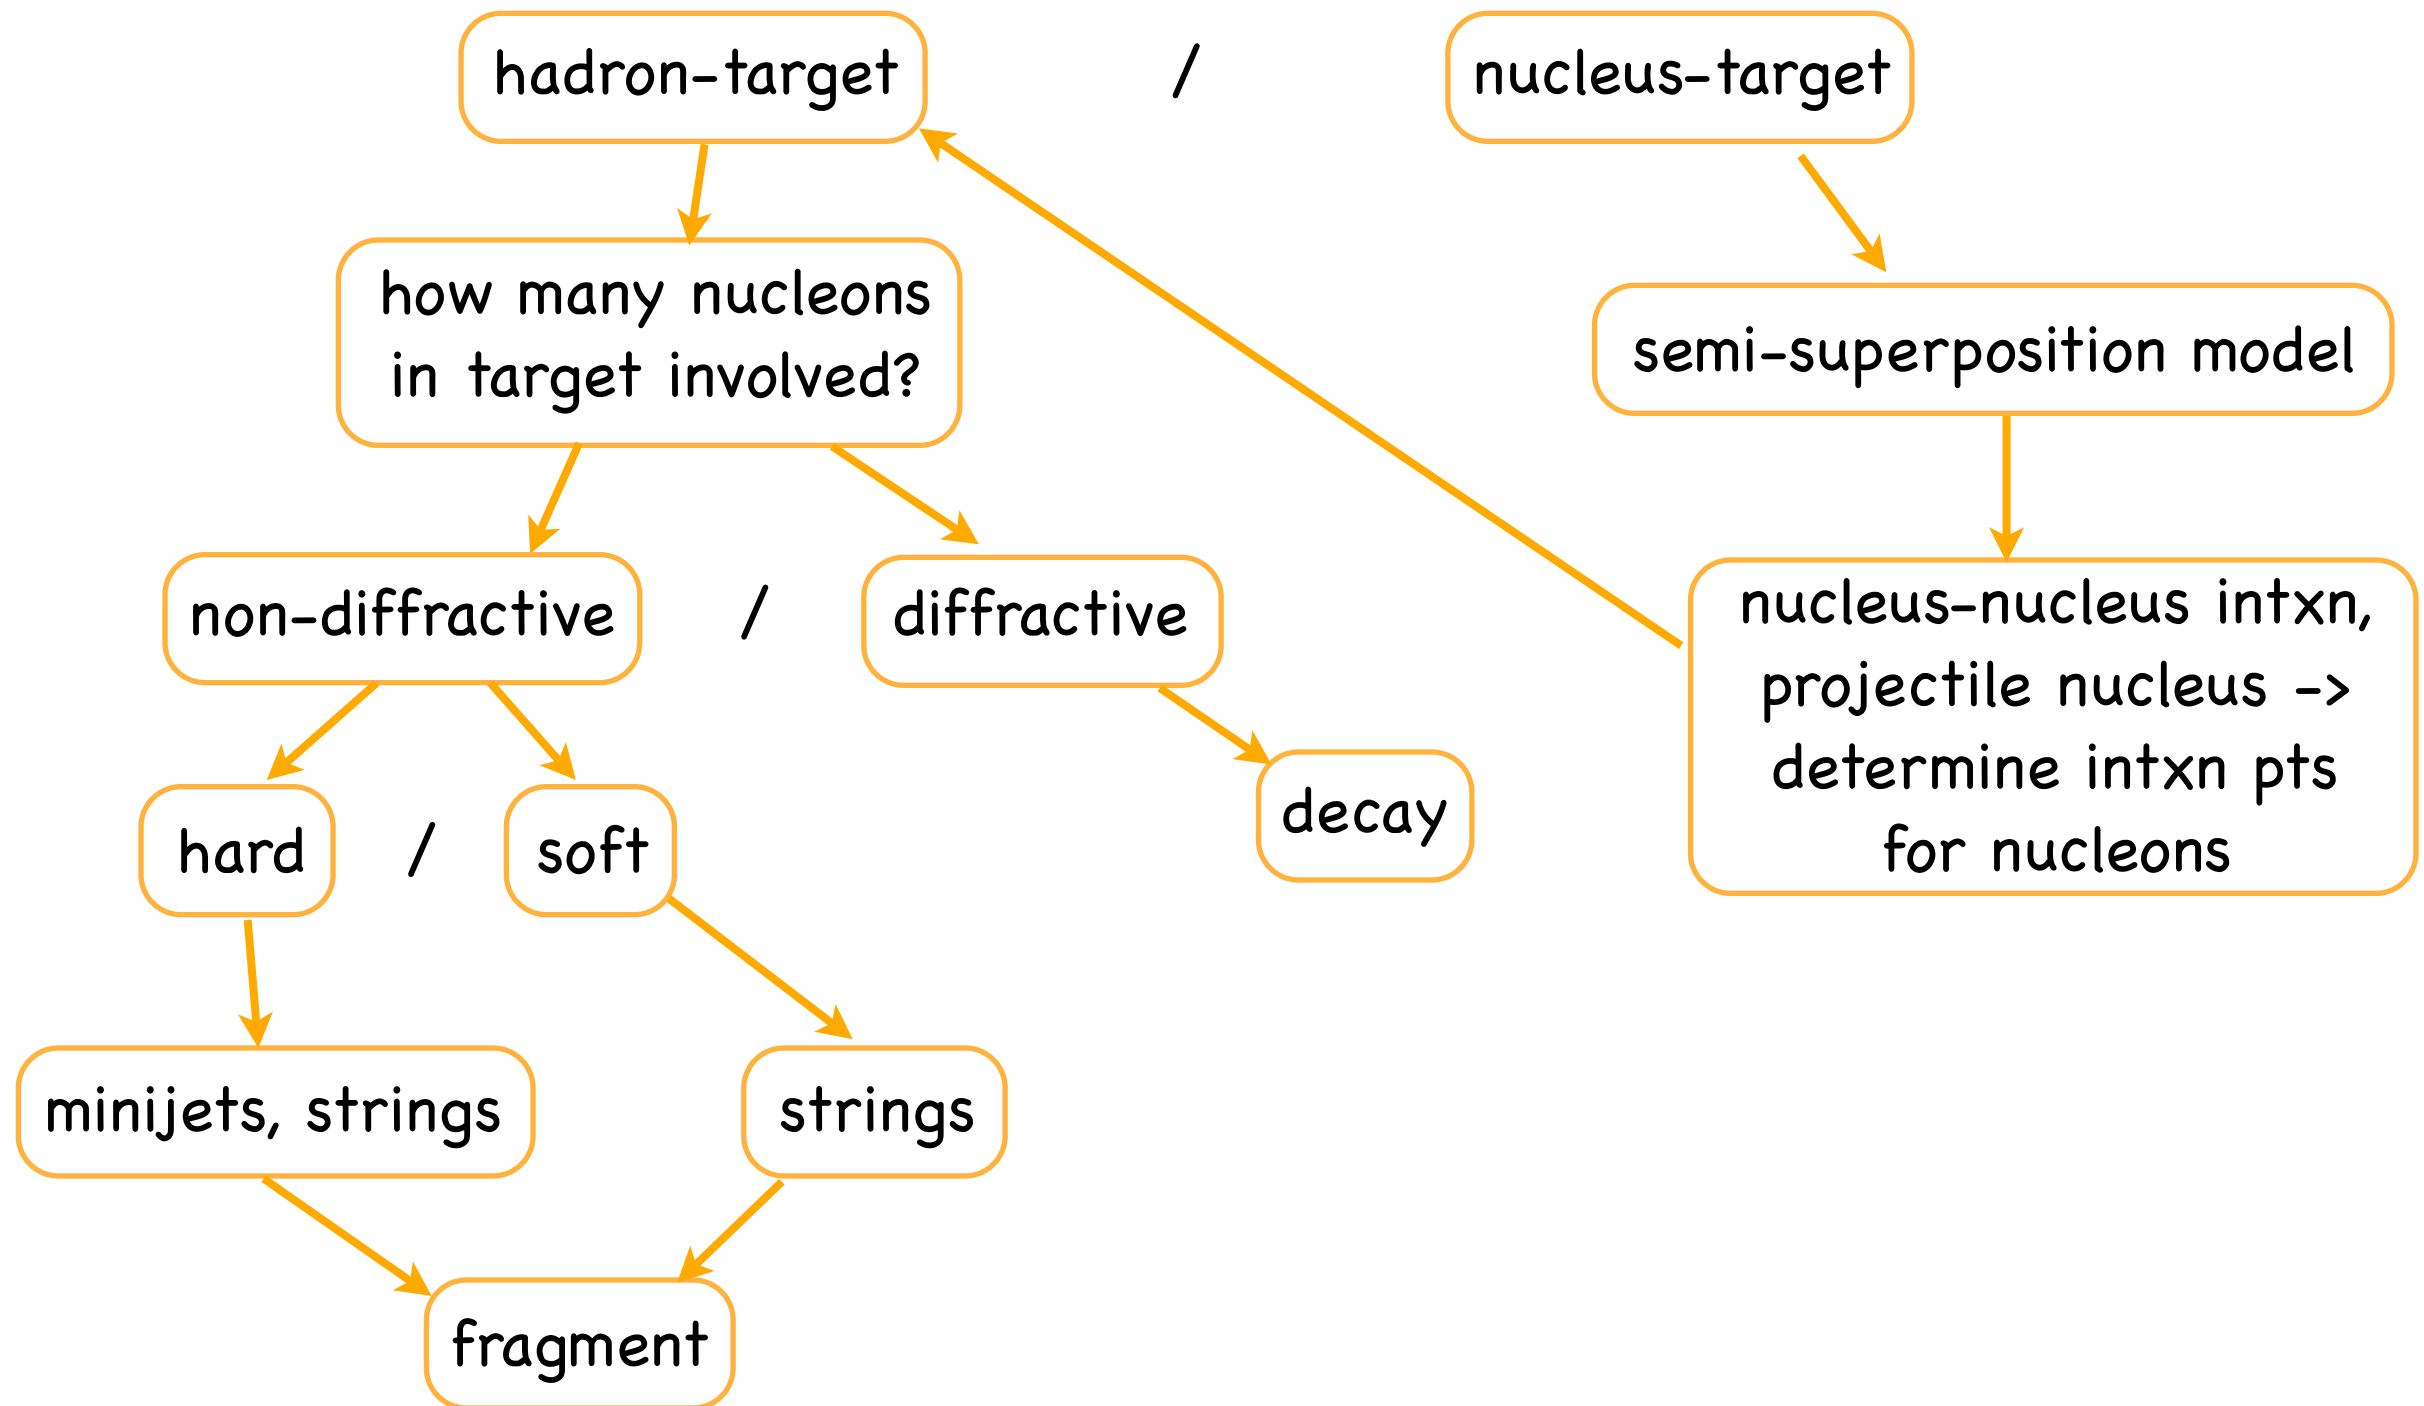 hadron-target
/
nucleus-target
how many nucleons
in target involved?
semi-superposition model
non-diffractive
/
diffractive
nucleus-nucleus intxn,
projectile nucleus ->
determine intxn pts
for nucleons
hard
/
soft
decay
minijets, strings
strings
fragment